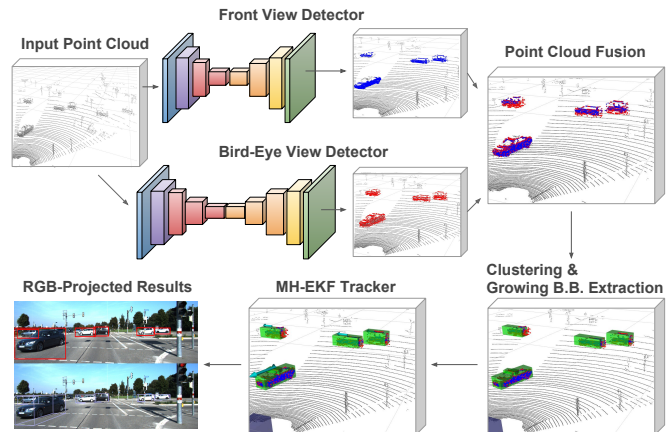 Front View Detector
Input Point Cloud
Point Cloud Fusion
Bird-Eye View Detector
RGB-Projected Results
MH-EKF Tracker
Clustering &
Growing B.B. Extraction